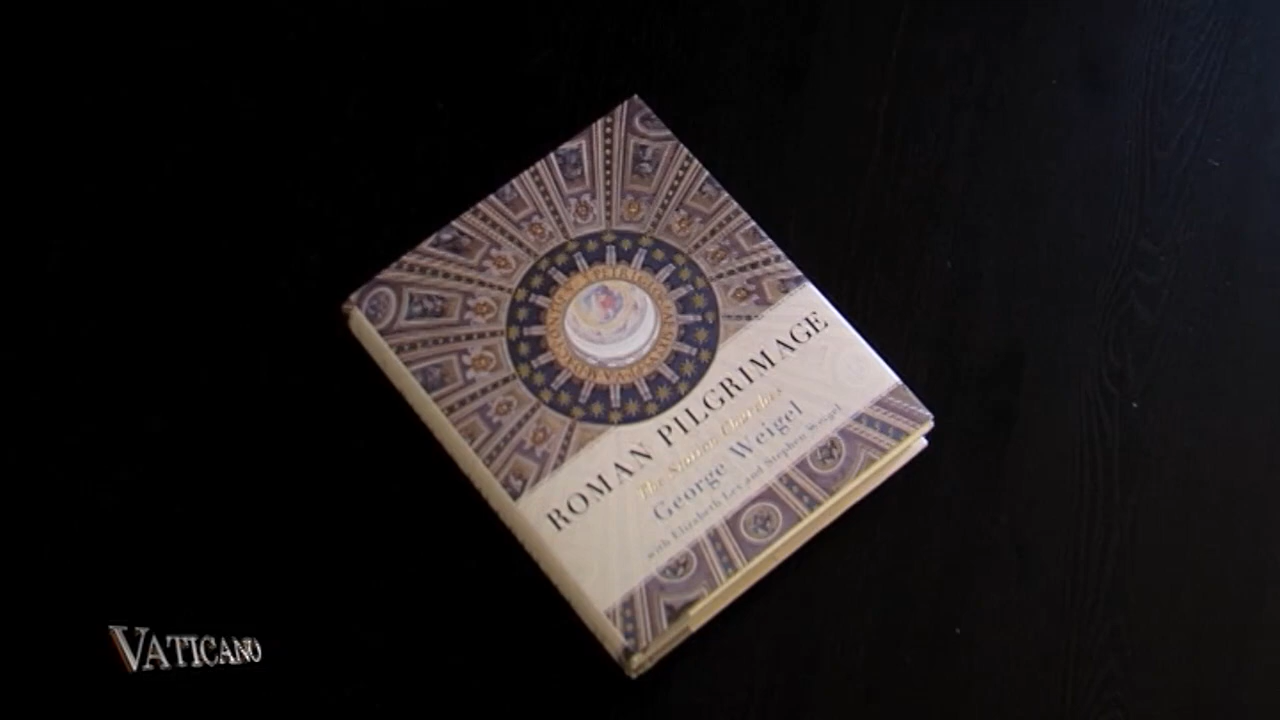 ROMAN PILGRIMAGE
The Station Churches
George Weigel
with Elizabeth Lev and Stephen Weigel
VATICANO